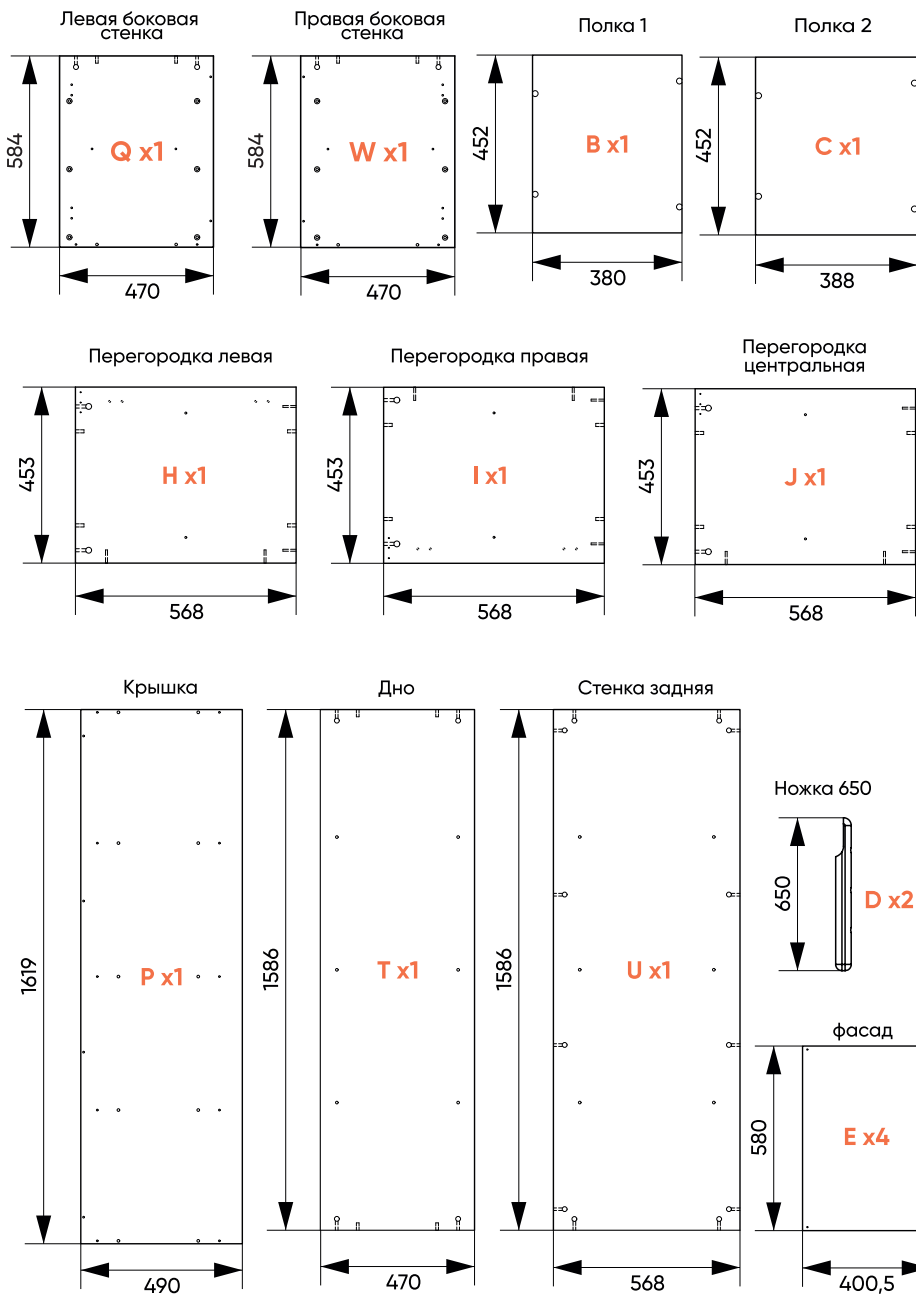 Левая боковая
стенка
Правая боковая
стенка
Полка 1
Полка 2
584
Q x1
470
584
W x1
470
452
B x1
380
452
C x1
388
Перегородка левая
Перегородка правая
Перегородка
центральная
453
H x1
568
453
I x1
568
453
J x1
568
Крышка
Дно
Стенка задняя
1619
P x1
490
1586
T x1
470
1586
U x1
568
Ножка 650
650
D x2
фасад
580
E x4
400,5